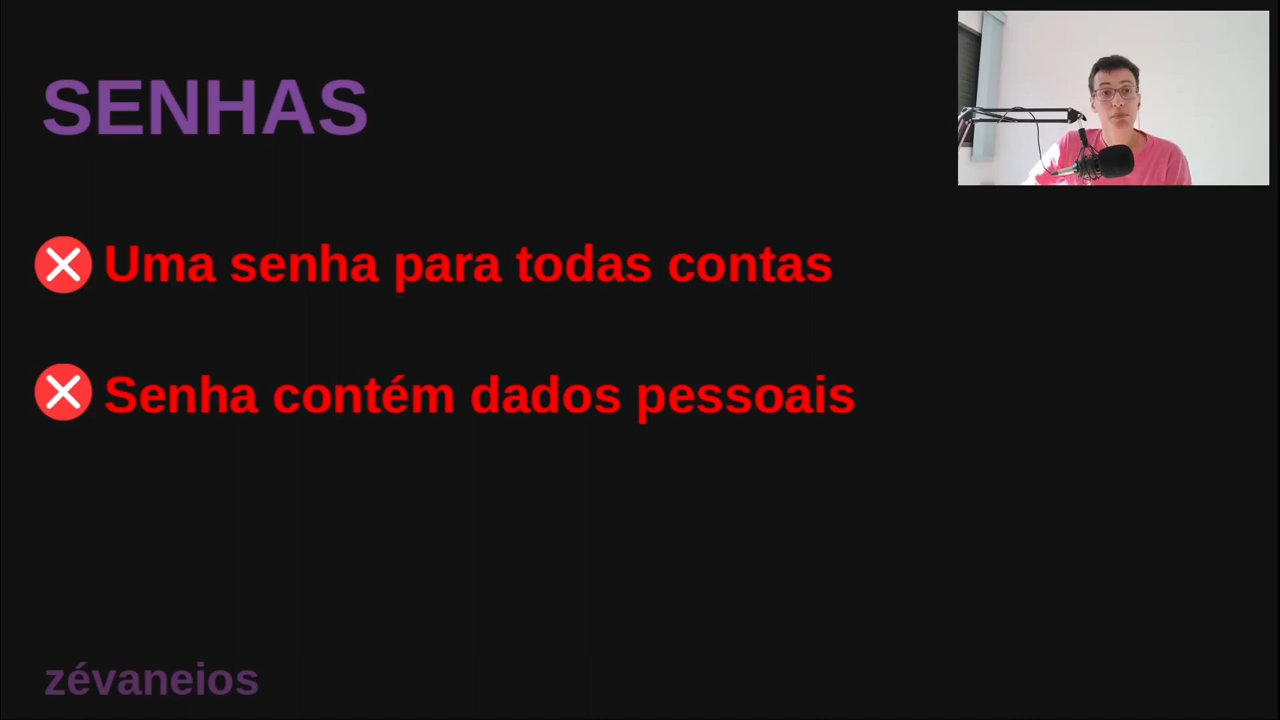 SENHAS
Uma senha para todas contas
Senha contém dados pessoais
zévaneios